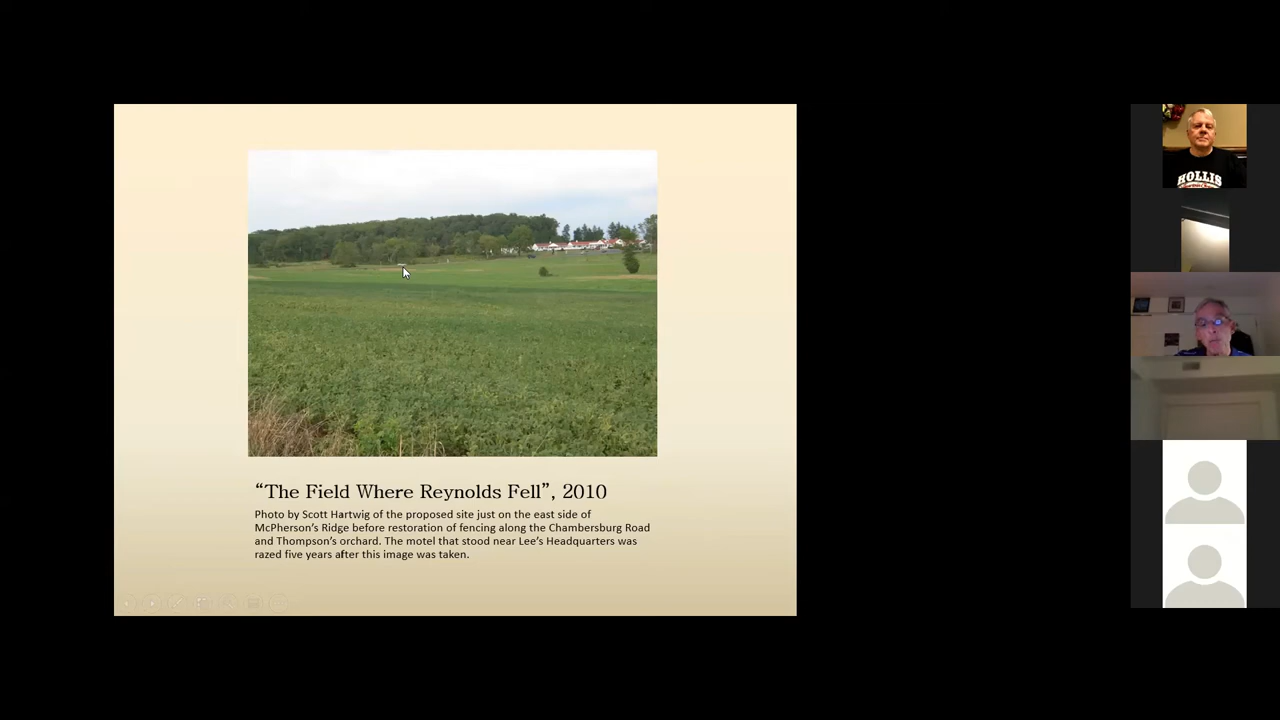 “The Field Where Reynolds Fell”, 2010
Photo by Scott Hartwig of the proposed site just on the east side of
McPherson’s Ridge before restoration of fencing along the Chambersburg Road
and Thompson’s orchard. The motel that stood near Lee’s Headquarters was
razed five years after this image was taken.
HOLLIS